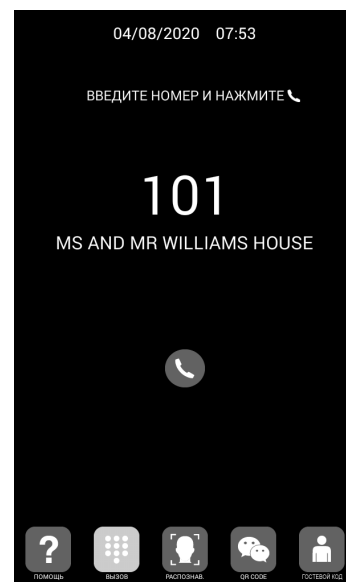 04/08/2020 07:53
ВВЕДИТЕ НОМЕР И НАЖМИТЕ
101
MS AND MR WILLIAMS HOUSE
?
ПОМОЩЬ ВЫЗОВ РАСПОЗНАВ. QR CODE ГОСТЕВОЙ КОД